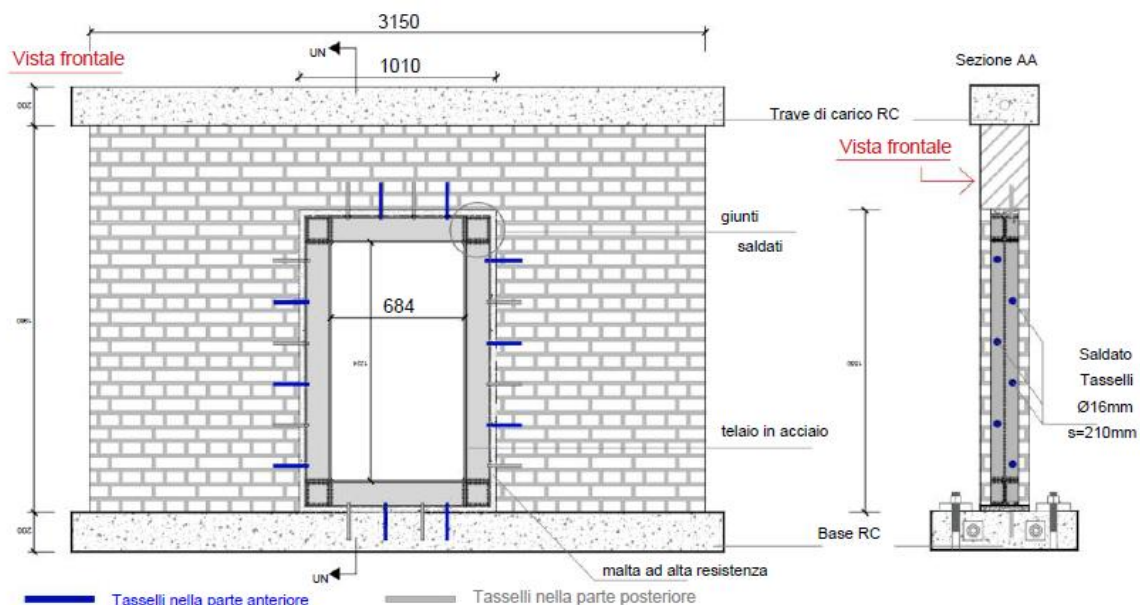 3150
Vista frontale
UN
1010
Sezione AA
200
Trave di carico RC
Vista frontale
giunti
saldati
684
Saldato
Tasselli
Ø16mm
s=210mm
telaio in acciaio
200
Base RC
malta ad alta resistenza
UN
Tasselli nella parte anteriore
Tasselli nella parte posteriore